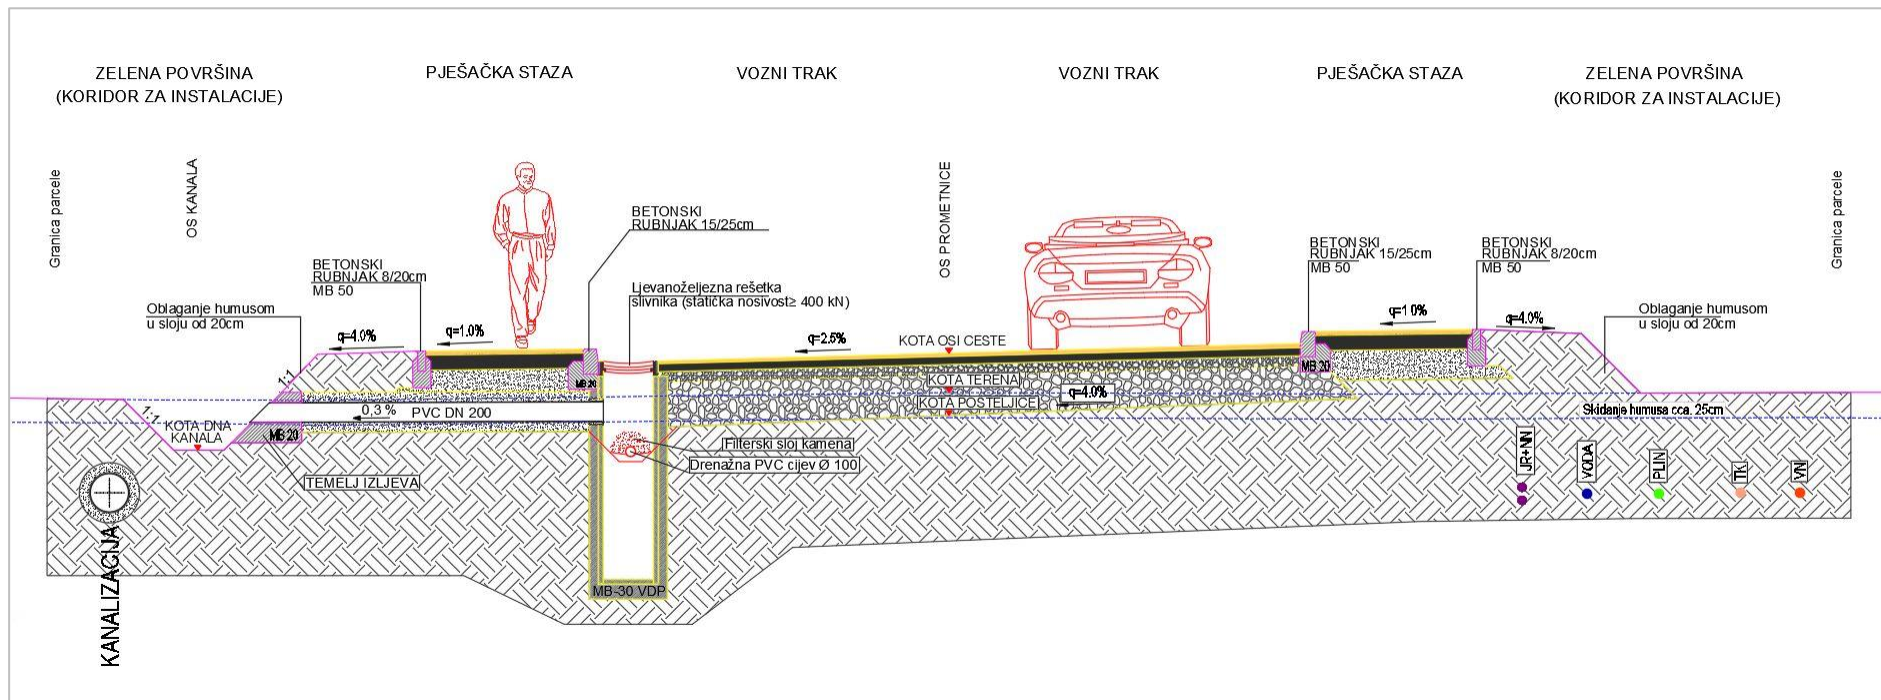 ZELENA POVRŠINA
(KORIDOR ZA INSTALACIJE)
PJEŠAČKA STAZA
VOZNI TRAK
VOZNI TRAK
PJEŠAČKA STAZA
ZELENA POVRŠINA
(KORIDOR ZA INSTALACIJE)
Granica parcele
OS KANALA
OS PROMETNICE
Granica parcele
BETONSKI
RUBNJAK 15/25cm
BETONSKI
RUBNJAK 8/20cm
MB 50
Ljevanoželjezna rešetka
slivnika (statička nosivost≥ 400 kN)
BETONSKI
RUBNJAK 15/25cm
MB 50
BETONSKI
RUBNJAK 8/20cm
MB 50
Oblaganje humusom
u sloju od 20cm
Oblaganje humusom
u sloju od 20cm
q=4.0%
q=1.0%
q=2.5%
KOTA OSI CESTE
q=1.0%
q=4.0%
1:1
MB 20
KOTA TERENA
MB 20
q=4.0%
KOTA POSTELJICE
1:1
0,3 %
PVC DN 200
Skidanje humusa cca. 25cm
KOTA DNA
KANALA
MB 20
Filterski sloj kamena
Drenažna PVC cijev Ø 100
TEMELJ IZLJEVA
JR+NN
VODA
PLIN
TK
VN
KANALIZACIJA
MB-30 VDP